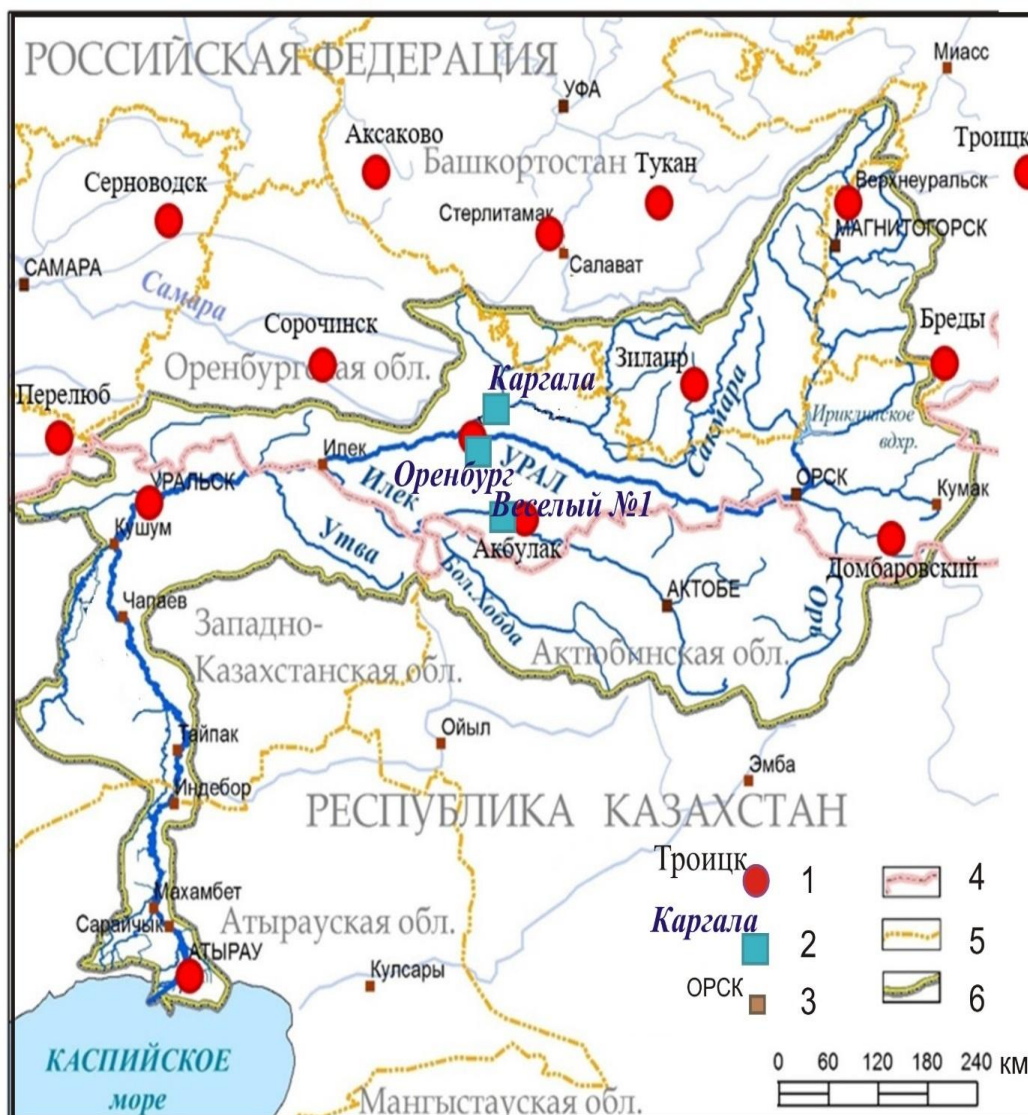 РОССИЙСКАЯ ФЕДЕРАЦИЯ
Миасс
УФА
Аксаково
Башкортостан
Тукан
Троицк
Серноводск
Верхнеуральск
Стерлитамак
МАГНИТОГОРСК
Салават
САМАРА
Самара
Сорочинск
Бреды
Оренбургская обл.
Зилаир
Каргала
Перелюб
Сакмара
Ириклинское
вдхр.
Илек
УРАЛ
УРАЛЬСК
Оренбург
ОРСК
Кумак
Илек
Веселый №1
Кушум
Утва
Акбулак
Домбаровский
Бол.Хобда
АКТОБЕ
Орь
Чапаев
Западно-
Казахстанская обл.
Актюбинская обл.
Тайпак
Ойыл
Эмба
Индебор
РЕСПУБЛИКА КАЗАХСТАН
Махамбет
Сарайчык
Атырауская обл.
АТЫРАУ
Кулсары
КАСПИЙСКОЕ
море
Мангыстауская обл.
Троицк 1
Каргала 2
ОРСК 3
4
5
6
0 60 120 180 240 км